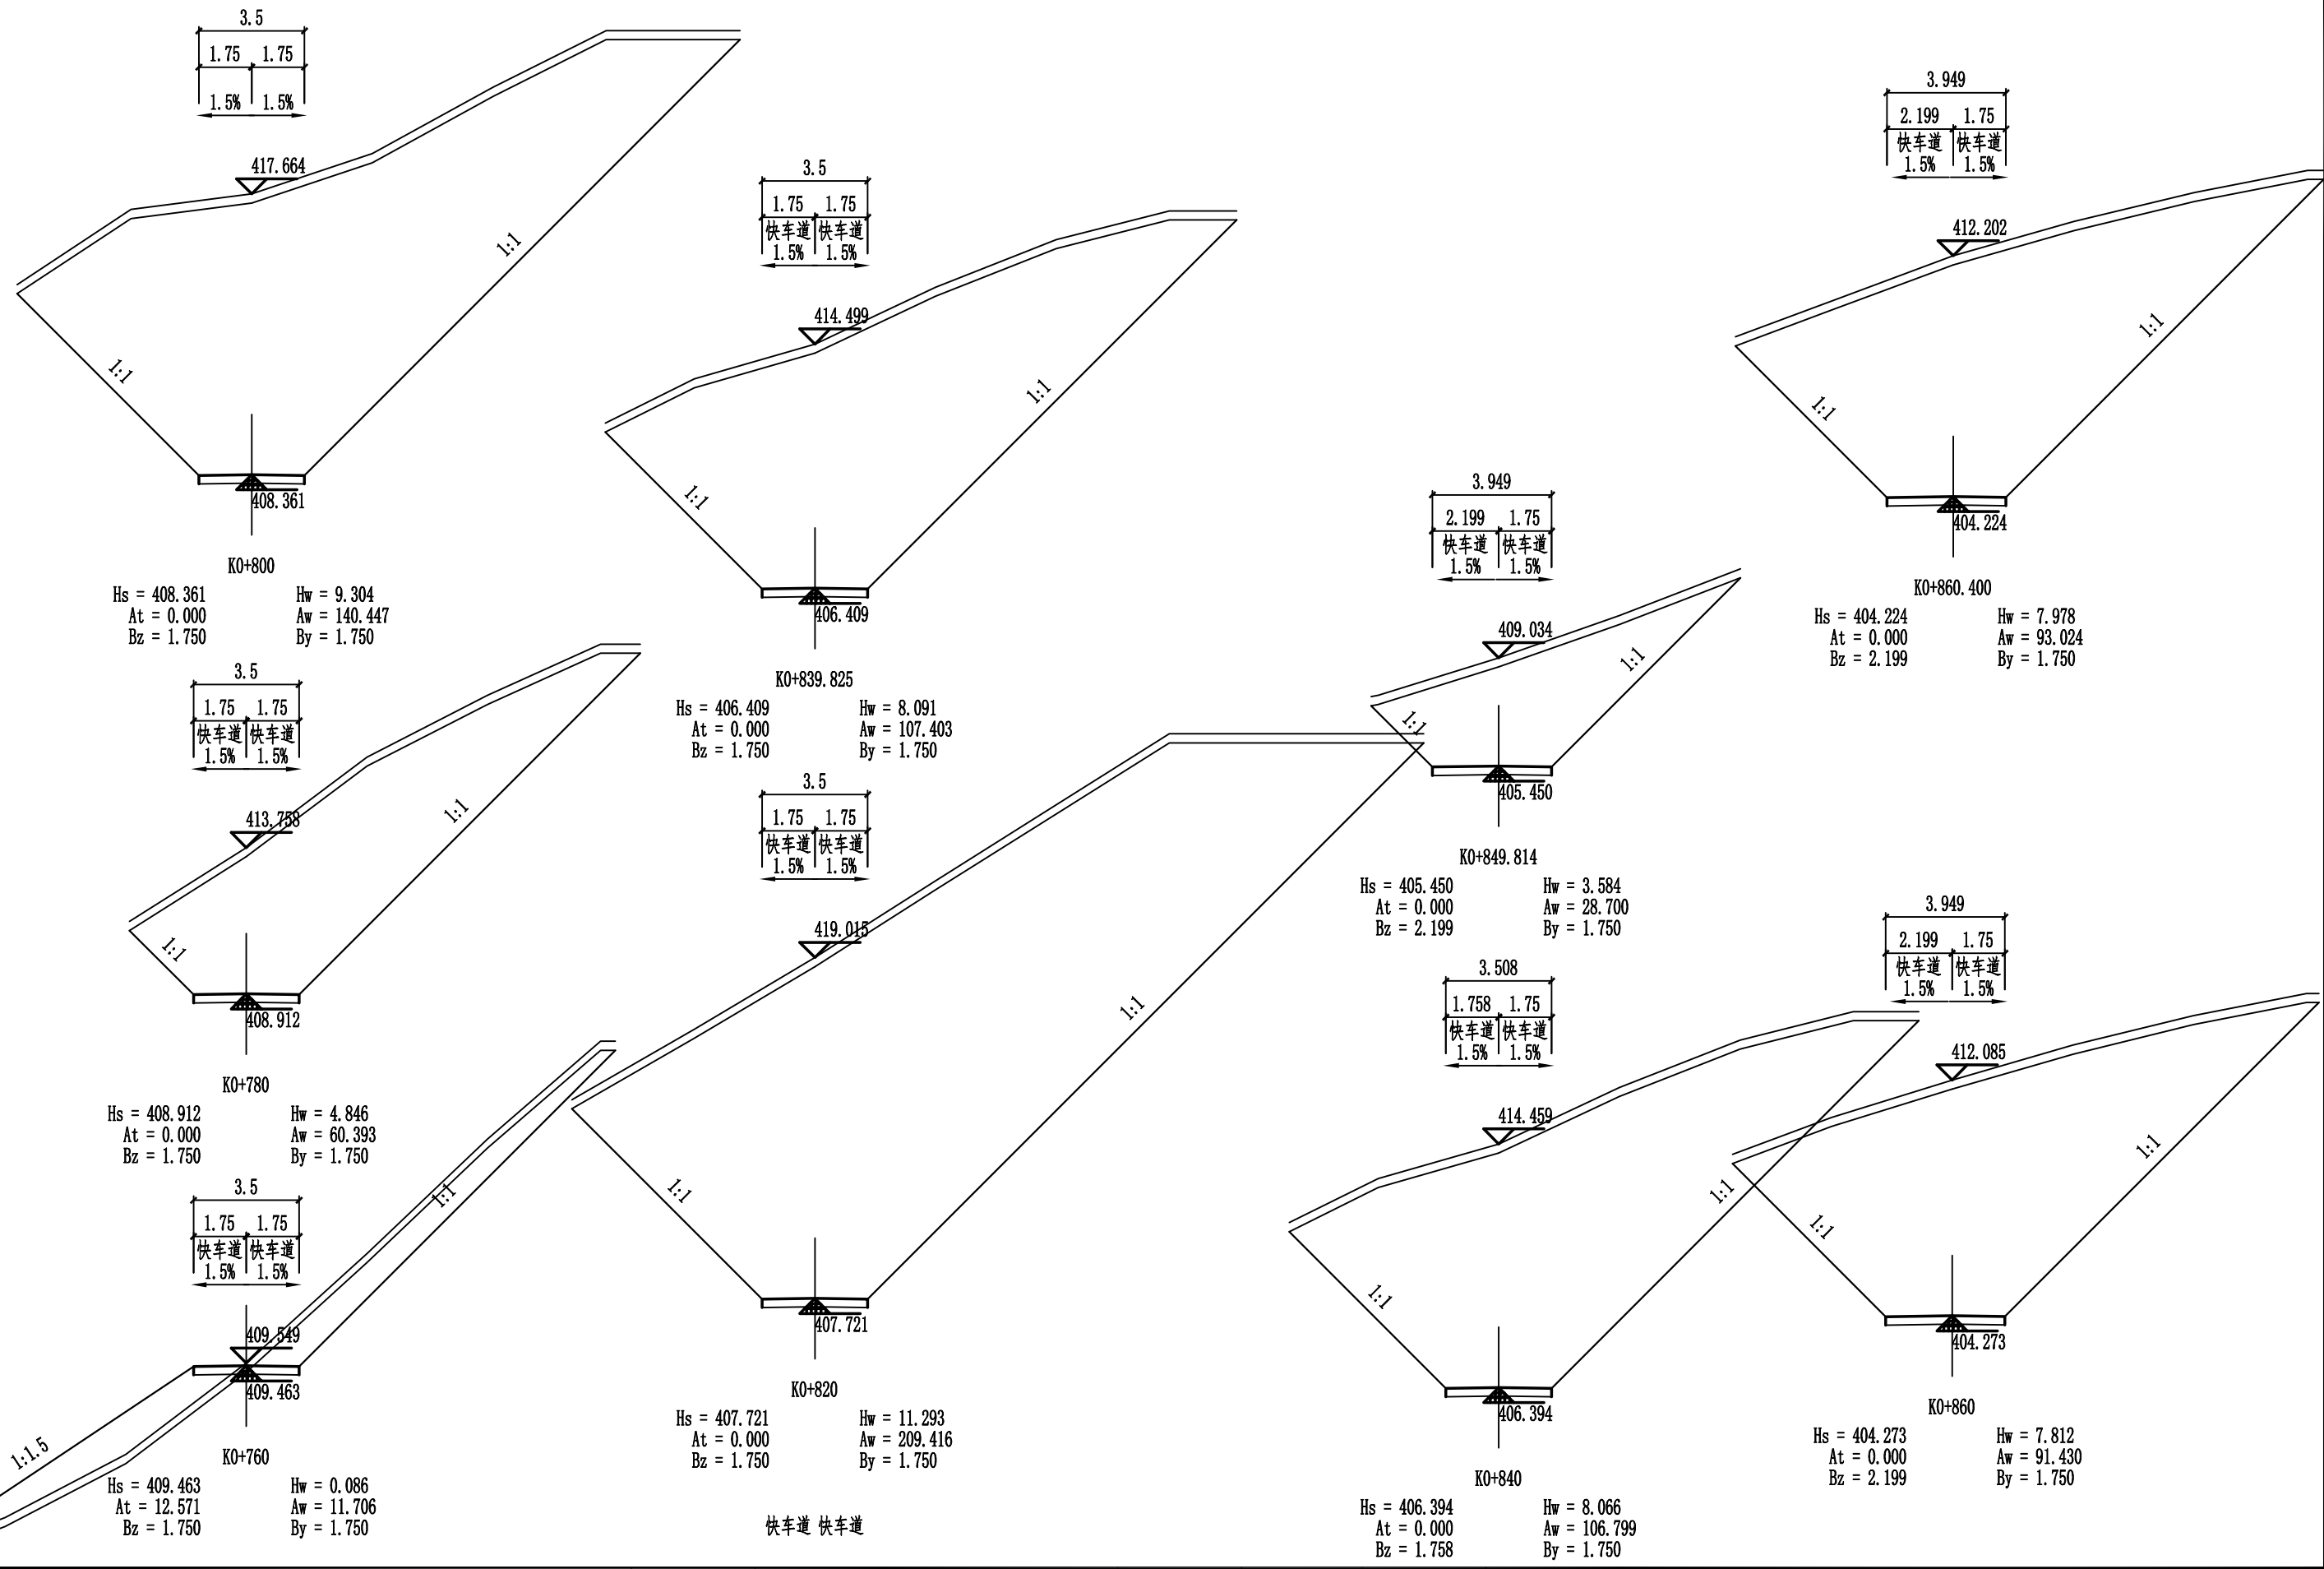 3.5
1.75 1.75
1.5% 1.5%
417.664
1:1
1:1
408.361
K0+800
Hs = 408.361 Hw = 9.304
At = 0.000 Aw = 140.447
Bz = 1.750 By = 1.750
3.5
1.75 1.75
快车道 快车道
1.5% 1.5%
413.758
1:1
1:1
408.912
K0+780
Hs = 408.912 Hw = 4.846
At = 0.000 Aw = 60.393
Bz = 1.750 By = 1.750
3.5
1.75 1.75
快车道 快车道
1.5% 1.5%
1:1
409.549
409.463
1:1.5
K0+760
Hs = 409.463 Hw = 0.086
At = 12.571 Aw = 11.706
Bz = 1.750 By = 1.750
3.5
1.75 1.75
快车道 快车道
1.5% 1.5%
414.499
1:1
1:1
406.409
K0+839.825
Hs = 406.409 Hw = 8.091
At = 0.000 Aw = 107.403
Bz = 1.750 By = 1.750
3.5
1.75 1.75
快车道 快车道
1.5% 1.5%
419.015
1:1
1:1
407.721
K0+820
Hs = 407.721 Hw = 11.293
At = 0.000 Aw = 209.416
Bz = 1.750 By = 1.750
快车道 快车道
3.949
2.199 1.75
快车道 快车道
1.5% 1.5%
409.034
1:1
1:1
405.450
K0+849.814
Hs = 405.450 Hw = 3.584
At = 0.000 Aw = 28.700
Bz = 2.199 By = 1.750
3.508
1.758 1.75
快车道 快车道
1.5% 1.5%
414.459
1:1
1:1
406.394
K0+840
Hs = 406.394 Hw = 8.066
At = 0.000 Aw = 106.799
Bz = 1.758 By = 1.750
3.949
2.199 1.75
快车道 快车道
1.5% 1.5%
412.202
1:1
1:1
404.224
K0+860.400
Hs = 404.224 Hw = 7.978
At = 0.000 Aw = 93.024
Bz = 2.199 By = 1.750
3.949
2.199 1.75
快车道 快车道
1.5% 1.5%
412.085
1:1
1:1
404.273
K0+860
Hs = 404.273 Hw = 7.812
At = 0.000 Aw = 91.430
Bz = 2.199 By = 1.750